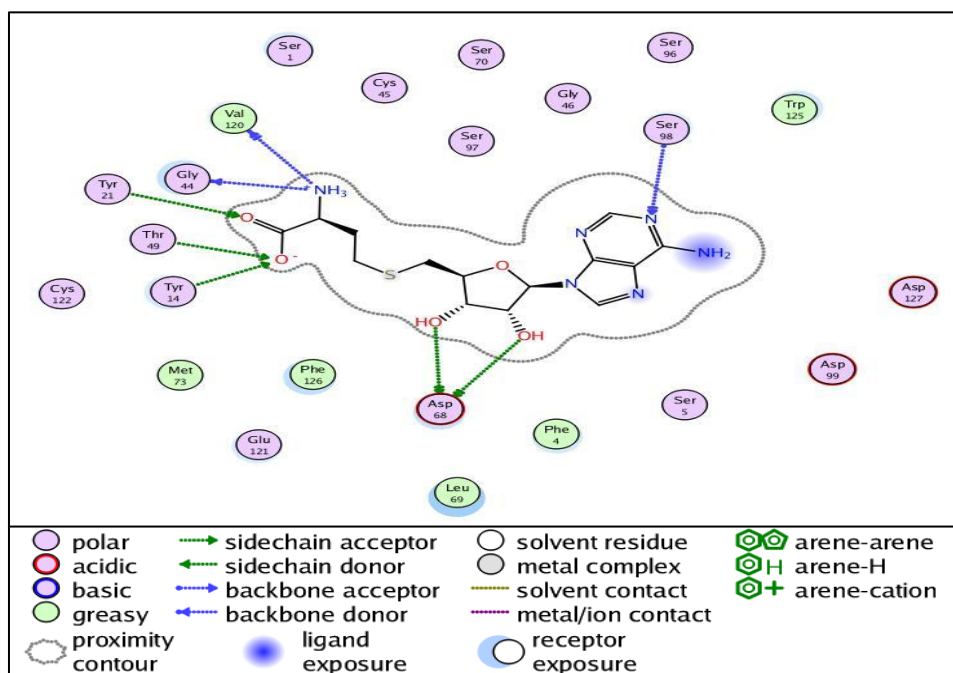 Ser
1
Ser
70
Ser
96
Cys
45
Gly
46
Trp
125
Val
120
Ser
97
Ser
98
Gly
44
Tyr
21
NH3
N
O
N
NH2
Thr
49
O-
S
O
N
N
Cys
122
Tyr
14
HO
OH
Asp
127
Met
73
Phe
126
Asp
99
Asp
68
Ser
5
Glu
121
Phe
4
Leu
69
polar
sidechain acceptor
solvent residue
arene-arene
acidic
sidechain donor
metal complex
H arene-H
basic
backbone acceptor
solvent contact
+ arene-cation
greasy
backbone donor
metal/ion contact
proximity
contour
ligand
exposure
receptor
exposure